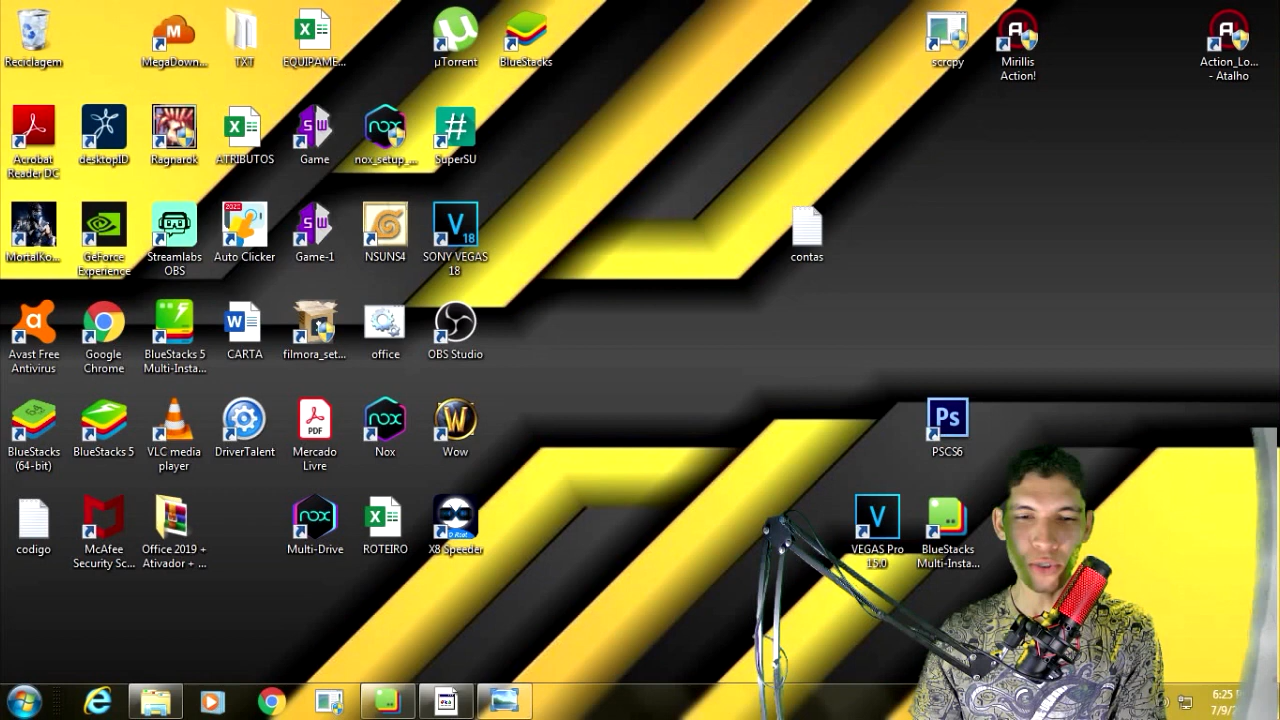 Reciclagem
MegaDown...
TXT
EQUIPAME...
µTorrent
BlueStacks
scrcpy
Mirillis
Action!
Action_Lo...
- Atalho
Acrobat
Reader DC
desktopID
Ragnarok
ATRIBUTOS
Game
nox_setup_...
SuperSU
MortalKo...
GeForce
Experience
Streamlabs
OBS
Auto Clicker
Game-1
NSUNS4
SONY VEGAS
18
contas
Avast Free
Antivirus
Google
Chrome
BlueStacks 5
Multi-Insta...
CARTA
filmora_set...
office
OBS Studio
BlueStacks
(64-bit)
BlueStacks 5
VLC media
player
DriverTalent
Mercado
Livre
Nox
Wow
PSCS6
codigo
McAfee
Security Sc...
Office 2019 +
Ativador + ...
Multi-Drive
ROTEIRO
X8 Speeder
VEGAS Pro
15.0
BlueStacks
Multi-Insta...
6:25
7/9/